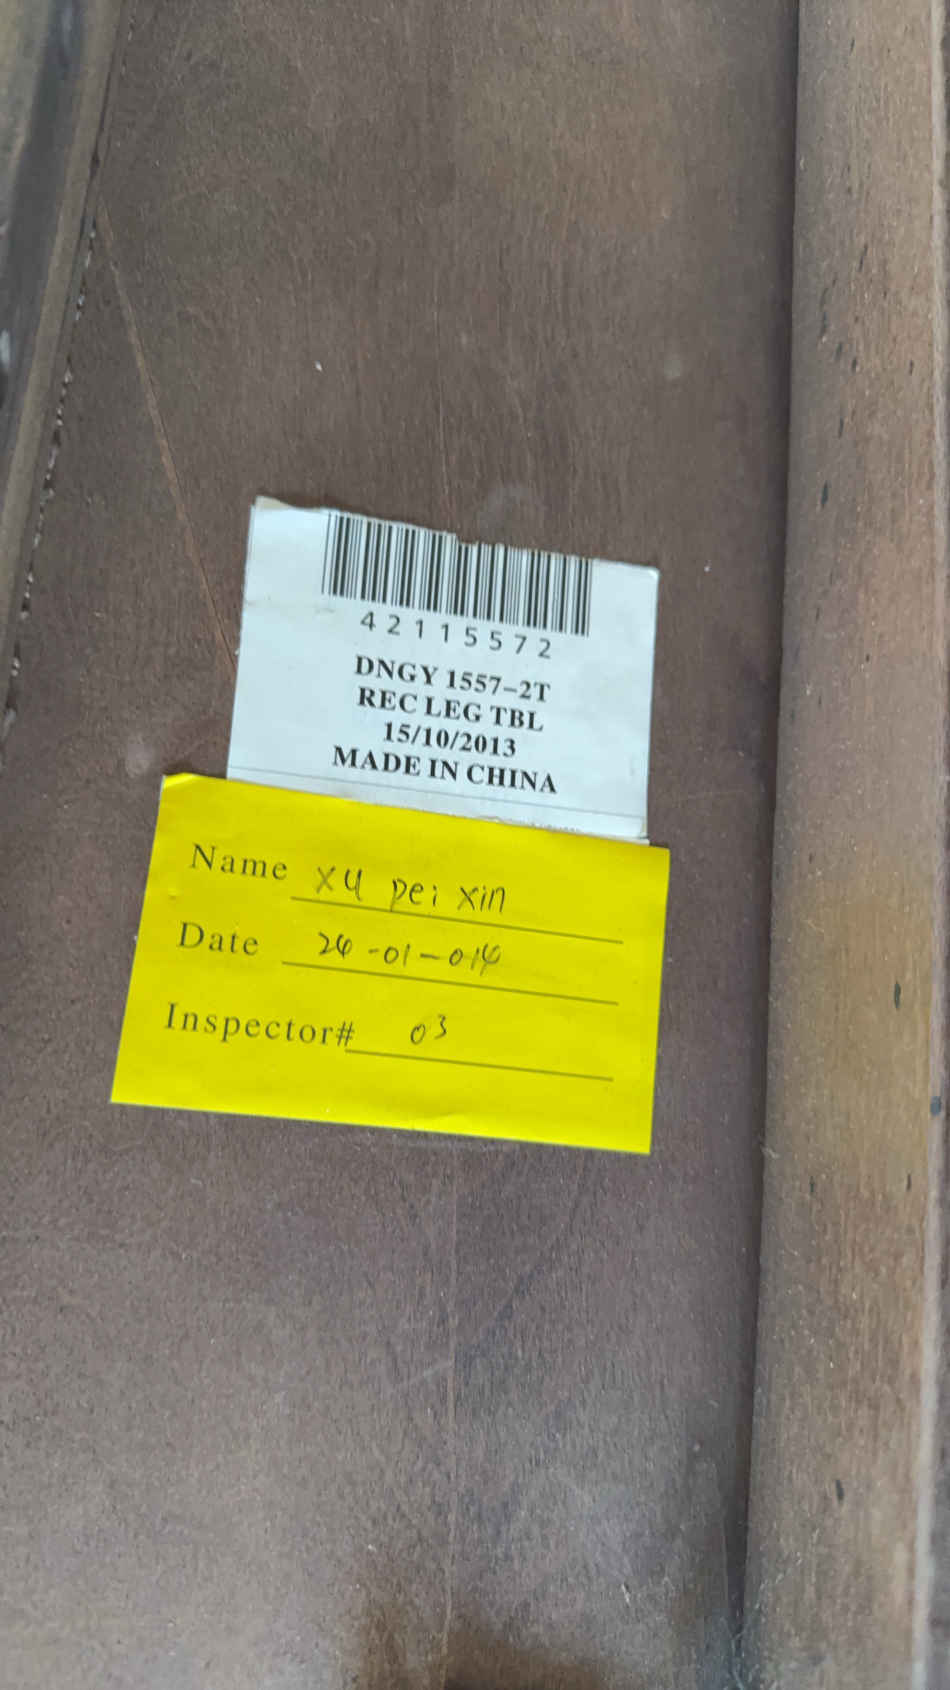 42115572
DNGY 1557-2T
REC LEG TBL
15/10/2013
MADE IN CHINA
Name xu pei xin
Date 24-01-014
Inspector# 03